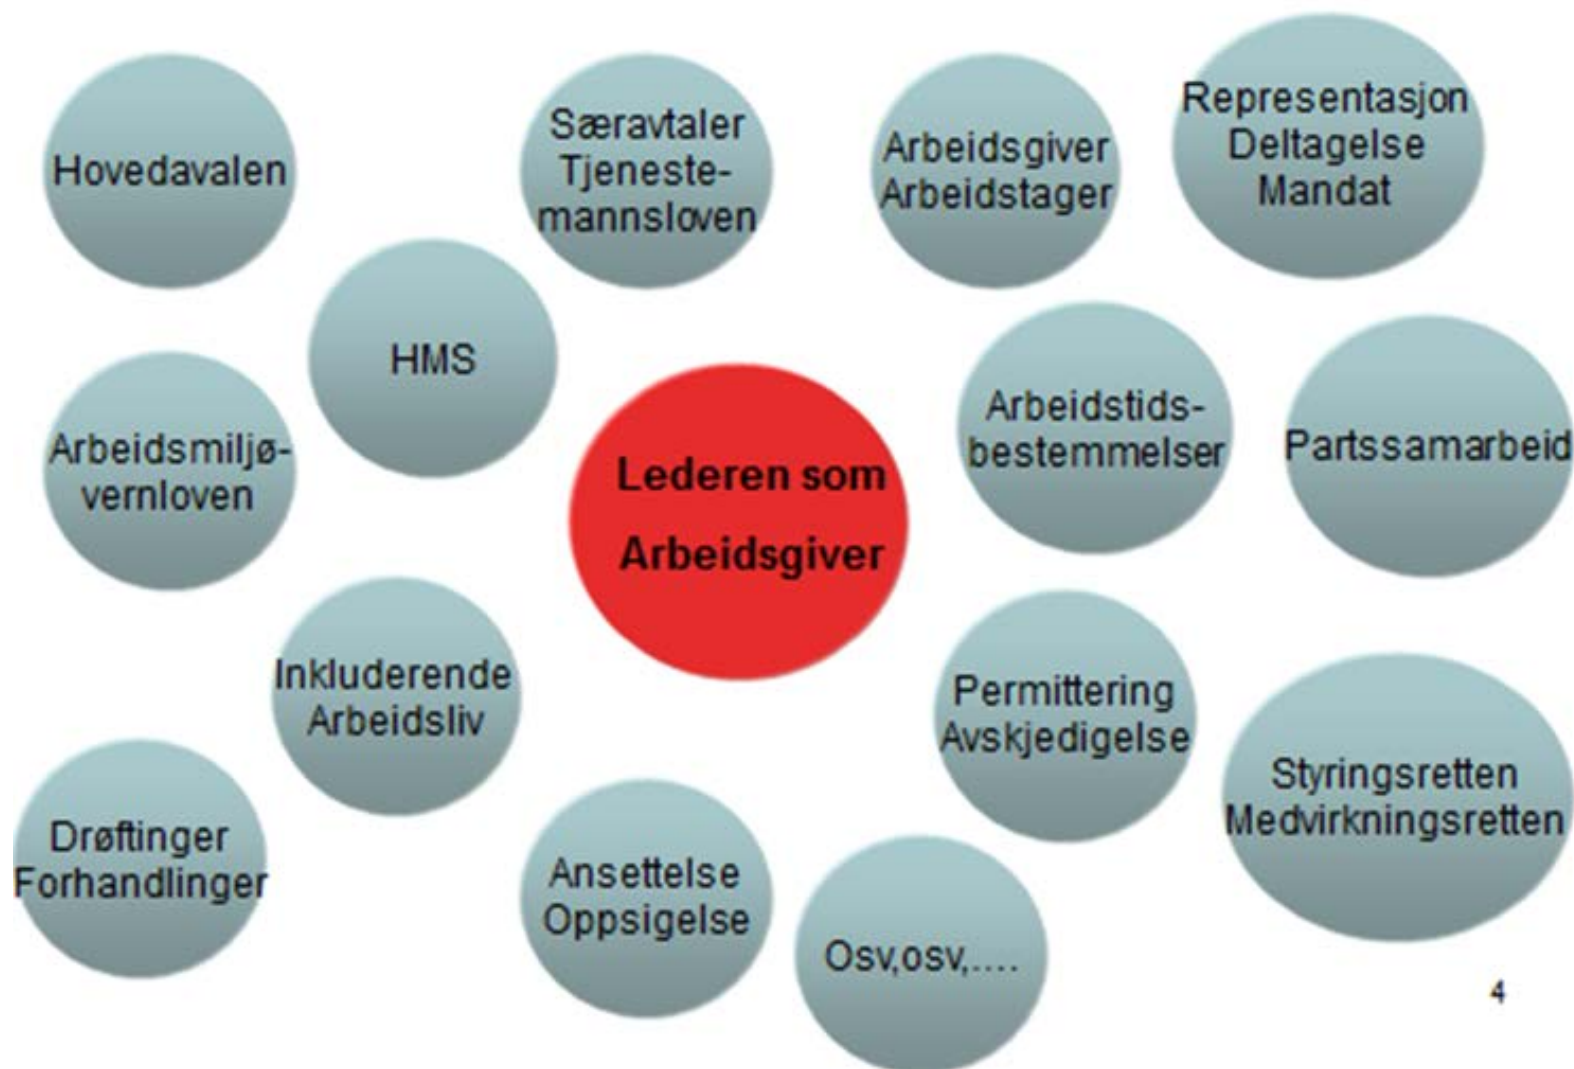 Hovedavalen
Særavtaler
Tjeneste-
mannsloven
Arbeidsgiver
Arbeidstager
Representasjon
Deltagelse
Mandat
HMS
Arbeidsmiljø-
vernloven
Lederen som
Arbeidsgiver
Arbeidstids-
bestemmelser
Partssamarbeid
Inkluderende
Arbeidsliv
Permittering
Avskjedigelse
Styringsretten
Medvirkningsretten
Drøftinger
Forhandlinger
Ansettelse
Oppsigelse
Osv,osv,....
4